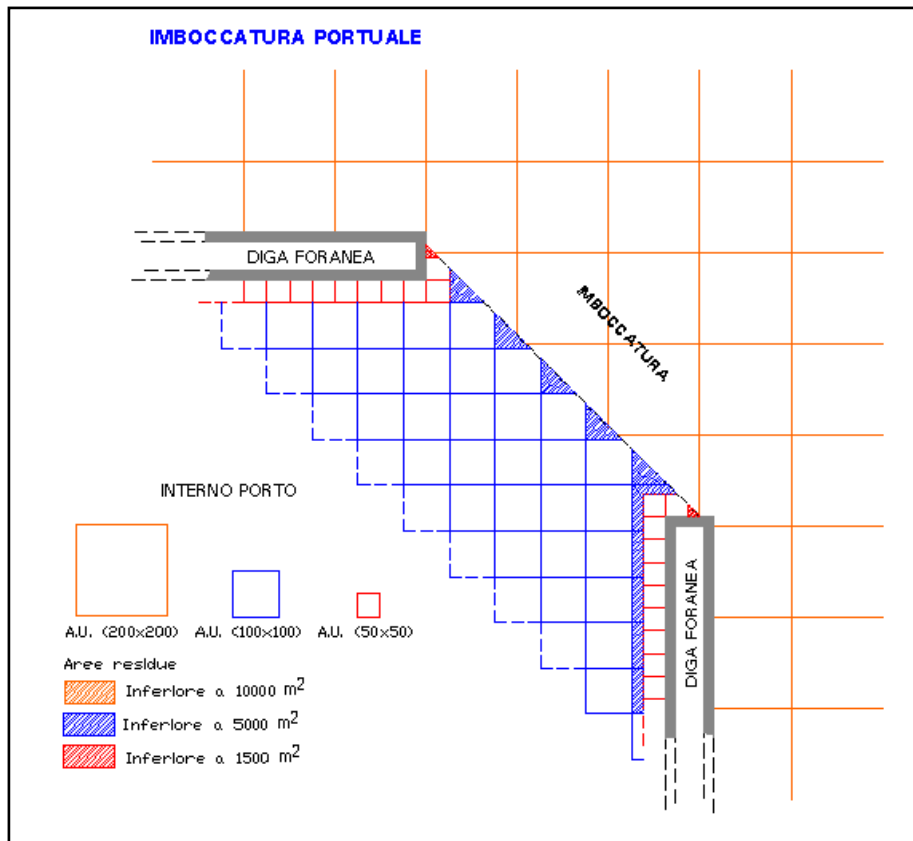 IMBOCCATURA PORTUALE
DIGA FORANEA
IMBOCCATURA
INTERNO PORTO
A.U. (200x200)
A.U. (100x100)
A.U. (50x50)
Aree residue
Inferiore a 10000 m²
Inferiore a 5000 m²
Inferiore a 1500 m²
DIGA FORANEA